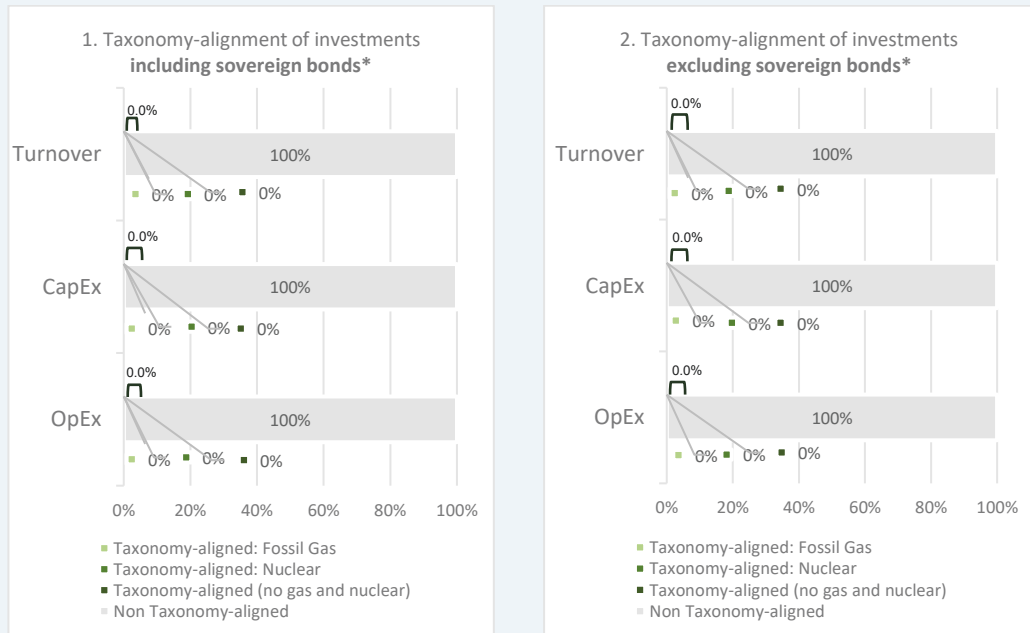 1. Taxonomy-alignment of investments
including sovereign bonds*
0.0%
Turnover
100%
0% 0% 0%
0.0%
CapEx
100%
0% 0% 0%
0.0%
OpEx
100%
0% 0% 0%
0% 20% 40% 60% 80% 100%
Taxonomy-aligned: Fossil Gas
Taxonomy-aligned: Nuclear
Taxonomy-aligned (no gas and nuclear)
Non Taxonomy-aligned
2. Taxonomy-alignment of investments
excluding sovereign bonds*
0.0%
Turnover
100%
0% 0% 0%
0.0%
CapEx
100%
0% 0% 0%
0.0%
OpEx
100%
0% 0% 0%
0% 20% 40% 60% 80% 100%
Taxonomy-aligned: Fossil Gas
Taxonomy-aligned: Nuclear
Taxonomy-aligned (no gas and nuclear)
Non Taxonomy-aligned